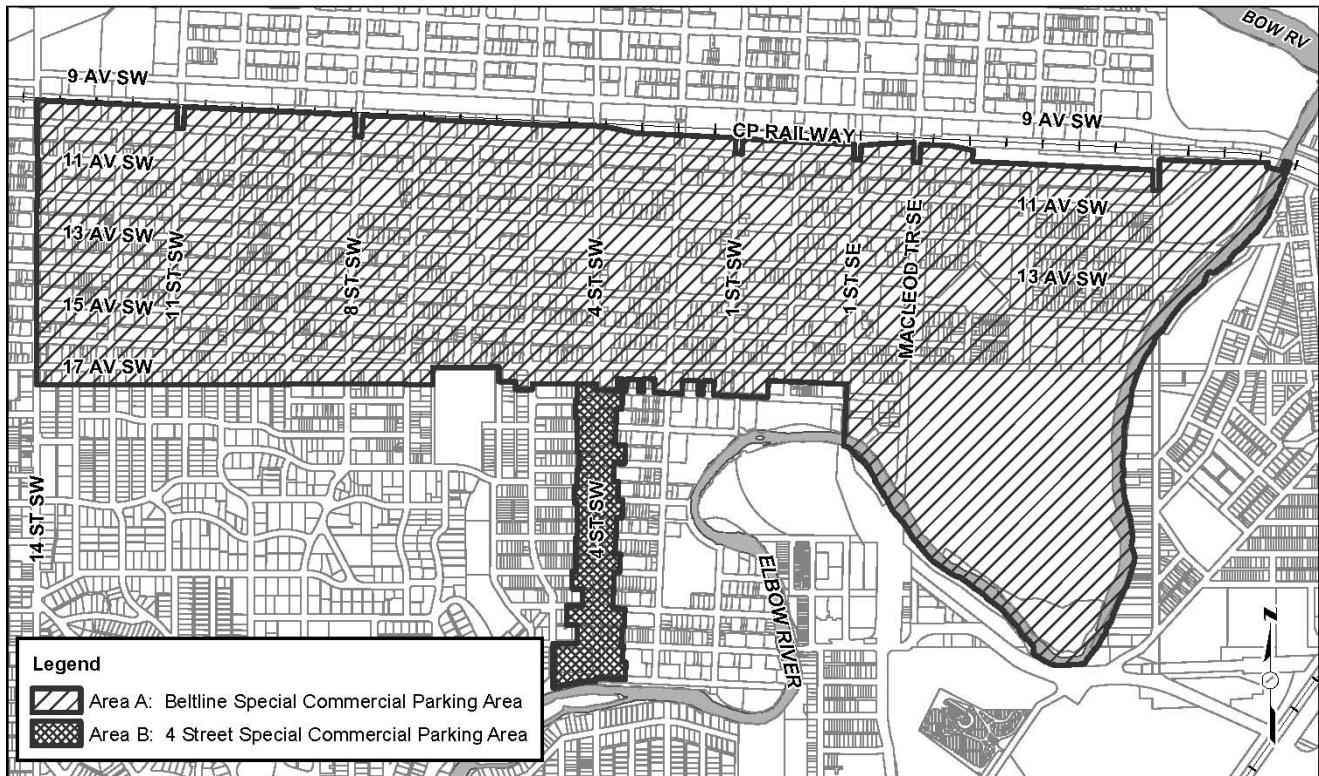 BOW RV
9 AV SW
CP RAILWAY
9 AV SW
11 AV SW
11 AV SW
13 AV SW
13 AV SW
15 AV SW
17 AV SW
11 ST SW
8 ST SW
4 ST SW
1 ST SW
1 ST SE
MACLEOD TR SE
14 ST SW
4 ST SW
ELBOW RIVER
Z
Legend
Area A: Beltline Special Commercial Parking Area
Area B: 4 Street Special Commercial Parking Area